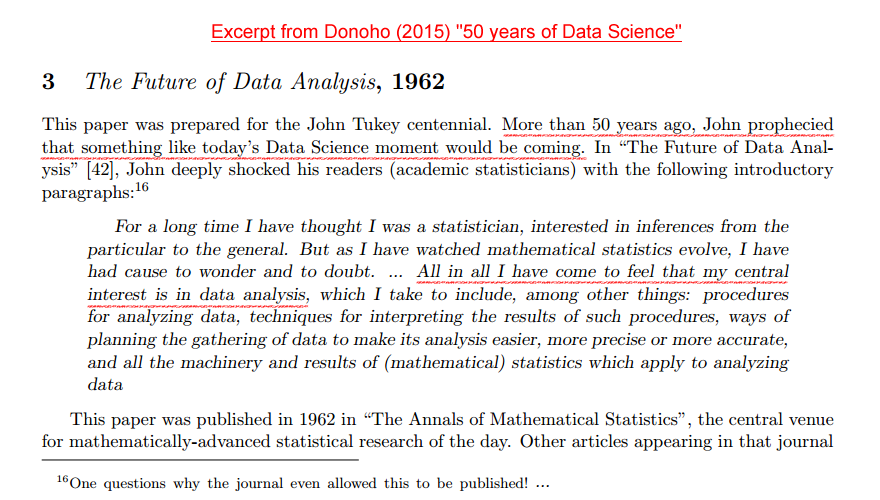 Excerpt from Donoho (2015) "50 years of Data Science"
3 The Future of Data Analysis, 1962
This paper was prepared for the John Tukey centennial. More than 50 years ago, John prophecied
that something like today's Data Science moment would be coming. In “The Future of Data Anal-
ysis” [42], John deeply shocked his readers (academic statisticians) with the following introductory
paragraphs:16
For a long time I have thought I was a statistician, interested in inferences from the
particular to the general. But as I have watched mathematical statistics evolve, I have
had cause to wonder and to doubt. ... All in all I have come to feel that my central
interest is in data analysis, which I take to include, among other things: procedures
for analyzing data, techniques for interpreting the results of such procedures, ways of
planning the gathering of data to make its analysis easier, more precise or more accurate,
and all the machinery and results of (mathematical) statistics which apply to analyzing
data
This paper was published in 1962 in “The Annals of Mathematical Statistics”, the central venue
for mathematically-advanced statistical research of the day. Other articles appearing in that journal
16One questions why the journal even allowed this to be published! ...